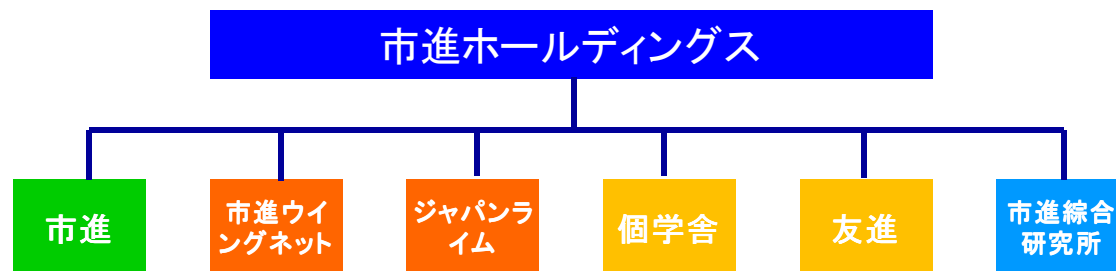 市進ホールディングス
市進
市進ウイ
ングネット
ジャパンラ
イム
個学舎
友進
市進綜合
研究所